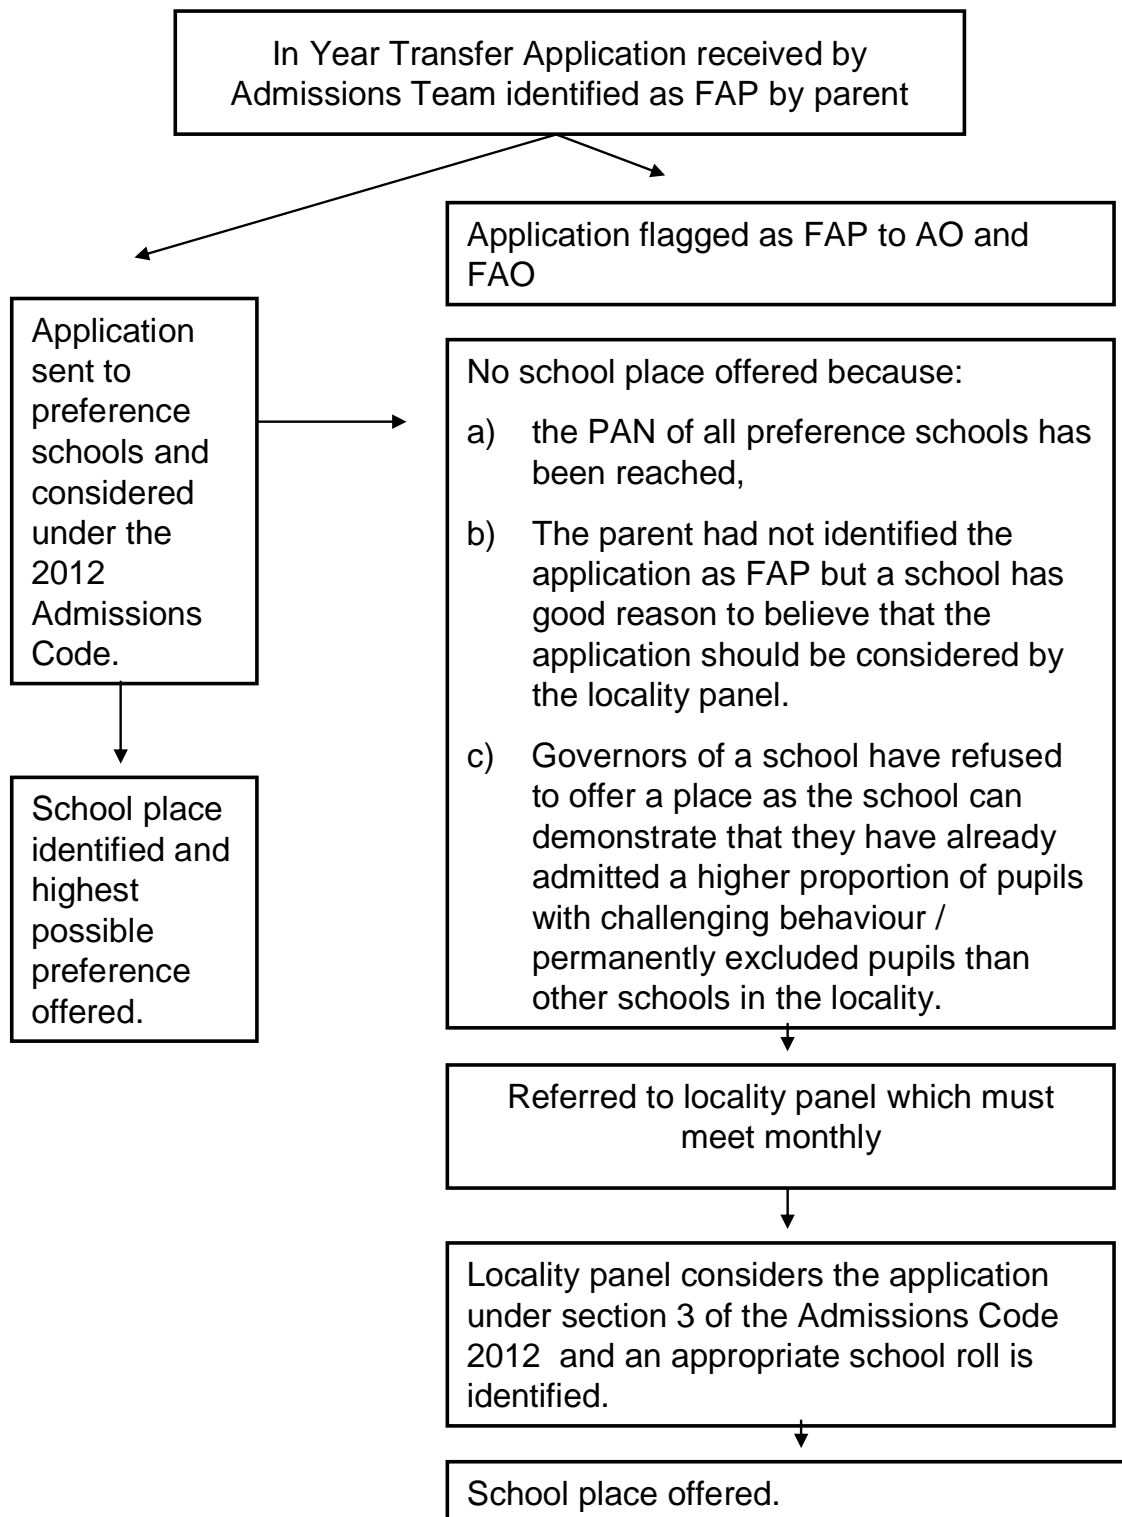 In Year Transfer Application received by
Admissions Team identified as FAP by parent
Application flagged as FAP to AO and
FAO
Application
sent to
preference
schools and
considered
under the
2012
Admissions
Code.
No school place offered because:
a) the PAN of all preference schools has
been reached,
b) The parent had not identified the
application as FAP but a school has
good reason to believe that the
application should be considered by
the locality panel.
c) Governors of a school have refused
to offer a place as the school can
demonstrate that they have already
admitted a higher proportion of pupils
with challenging behaviour /
permanently excluded pupils than
other schools in the locality.
School place
identified and
highest
possible
preference
offered.
Referred to locality panel which must
meet monthly
Locality panel considers the application
under section 3 of the Admissions Code
2012 and an appropriate school roll is
identified.
School place offered.